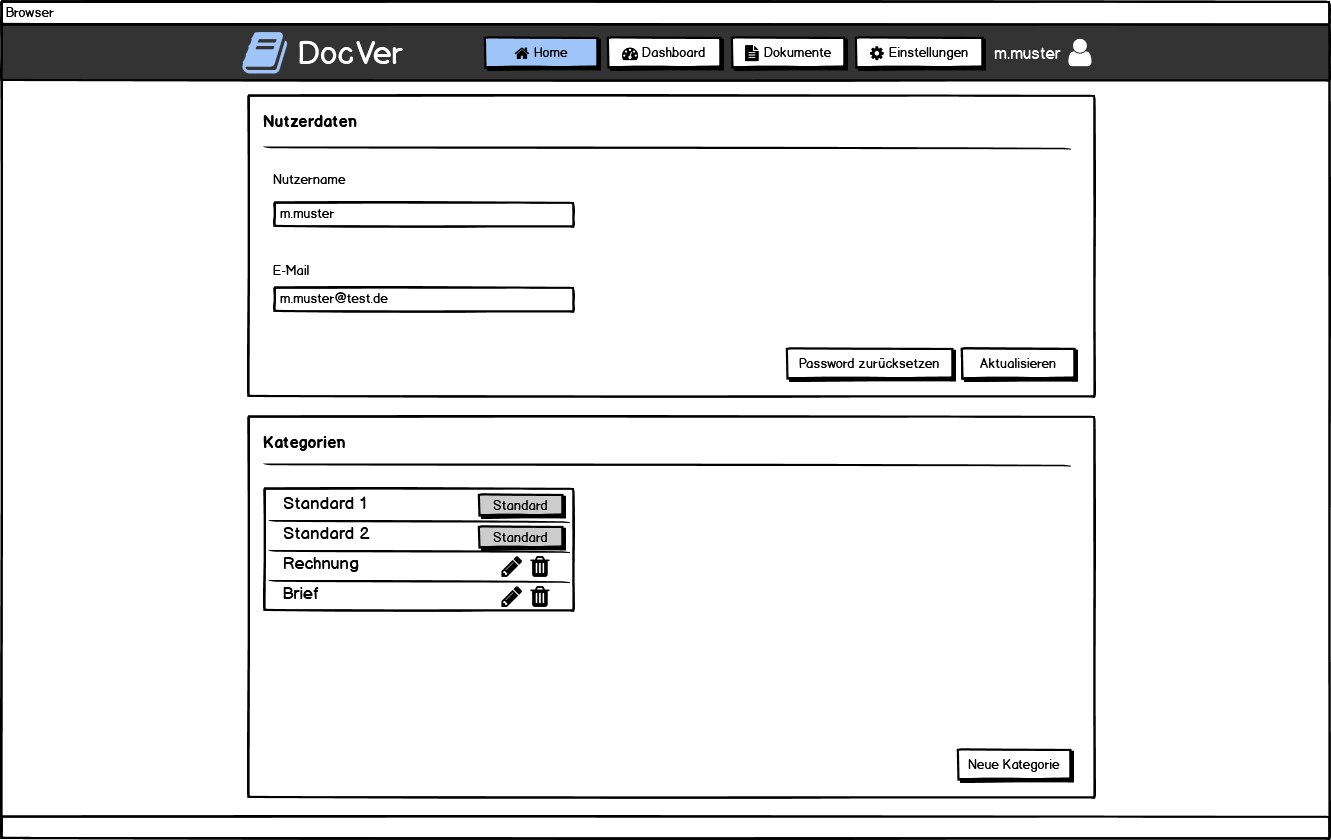 Browser
DocVer
Home
Dashboard
Dokumente
Einstellungen
m.muster
Nutzerdaten
Nutzername
m.muster
E-Mail
m.muster@test.de
Password zurücksetzen
Aktualisieren
Kategorien
Standard 1
Standard
Standard 2
Standard
Rechnung
Brief
Neue Kategorie